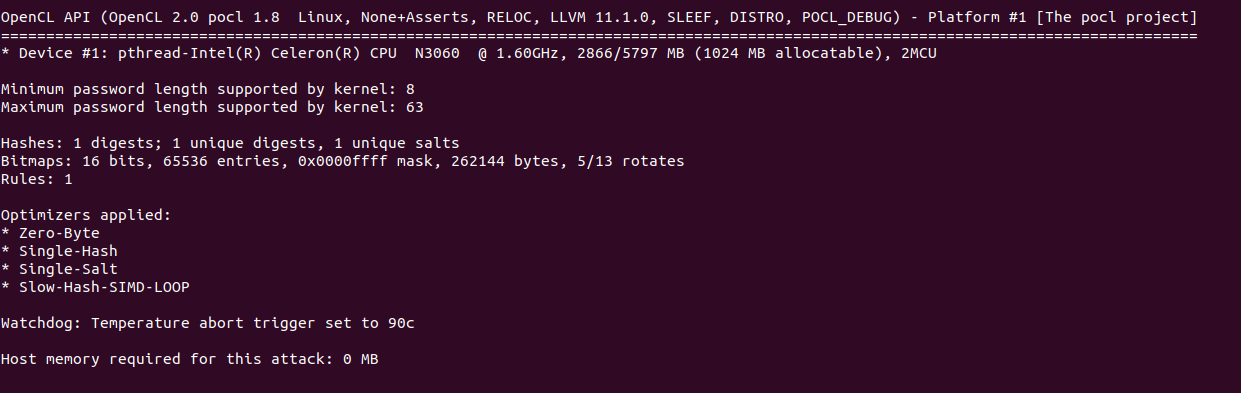 OpenCL API (OpenCL 2.0 pocl 1.8  Linux, None+Asserts, RELOC, LLVM 11.1.0, SLEEF, DISTRO, POCL_DEBUG) - Platform #1 [The pocl project]
=====================================================================================================================================
* Device #1: pthread-Intel(R) Celeron(R) CPU  N3060  @ 1.60GHz, 2866/5797 MB (1024 MB allocatable), 2MCU
Minimum password length supported by kernel: 8
Maximum password length supported by kernel: 63
Hashes: 1 digests; 1 unique digests, 1 unique salts
Bitmaps: 16 bits, 65536 entries, 0x0000ffff mask, 262144 bytes, 5/13 rotates
Rules: 1
Optimizers applied:
* Zero-Byte
* Single-Hash
* Single-Salt
* Slow-Hash-SIMD-LOOP
Watchdog: Temperature abort trigger set to 90c
Host memory required for this attack: 0 MB